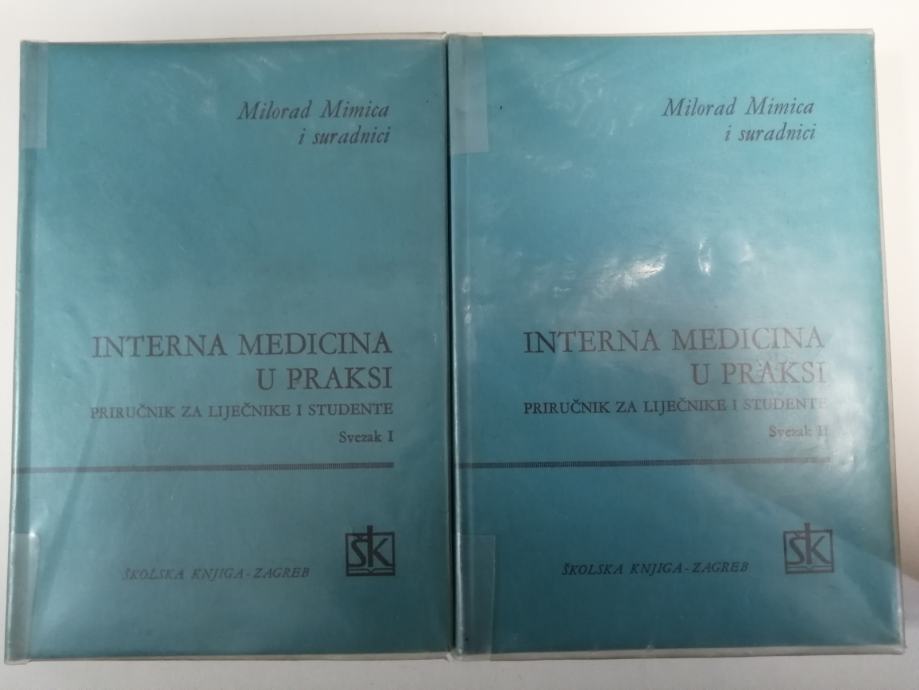 Milorad Mimica
i suradnici
INTERNA MEDICINA
U PRAKSI
PRIRUČNIK ZA LIJEČNIKE I STUDENTE
Svezak I
ŠKOLSKA KNJIGA - ZAGREB
ŠK
Milorad Mimica
i suradnici
INTERNA MEDICINA
U PRAKSI
PRIRUČNIK ZA LIJEČNIKE I STUDENTE
Svezak II
ŠKOLSKA KNJIGA - ZAGREB
ŠK